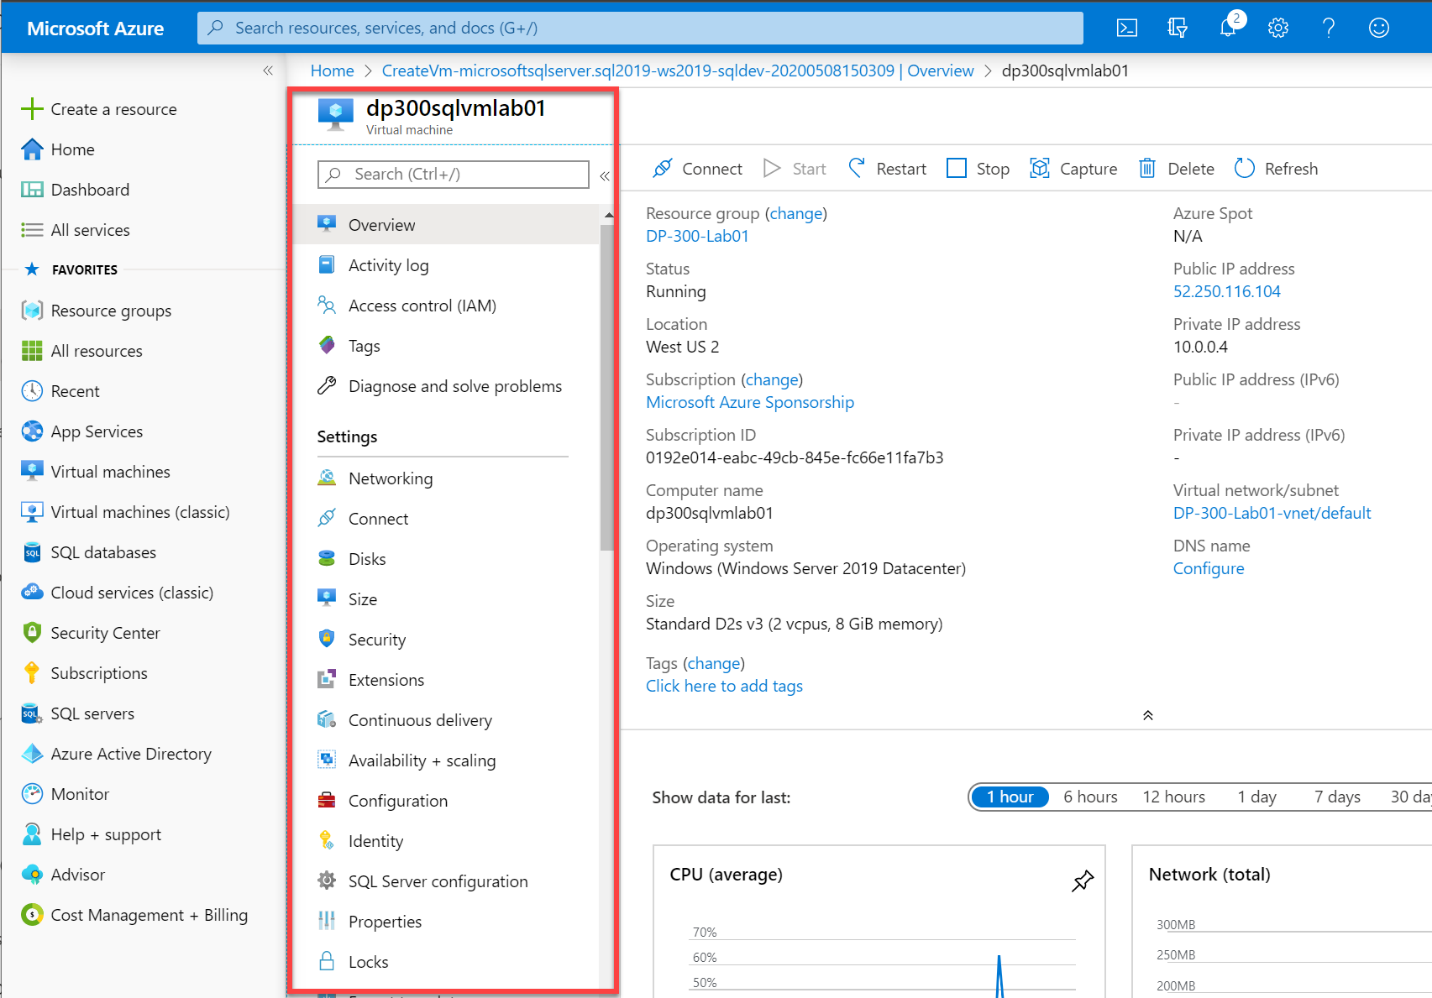 Microsoft Azure
Search resources, services, and docs (G+/)
2
Home > CreateVm-microsoftsqlserver.sql2019-ws2019-sqldev-20200508150309 | Overview > dp300sqlvmlab01
Create a resource
Home
Dashboard
All services
FAVORITES
Resource groups
All resources
Recent
App Services
Virtual machines
Virtual machines (classic)
SQL databases
Cloud services (classic)
Security Center
Subscriptions
SQL servers
Azure Active Directory
Monitor
Help + support
Advisor
Cost Management + Billing
dp300sqlvmlab01
Virtual machine
Search (Ctrl+/)
Overview
Activity log
Access control (IAM)
Tags
Diagnose and solve problems
Settings
Networking
Connect
Disks
Size
Security
Extensions
Continuous delivery
Availability + scaling
Configuration
Identity
SQL Server configuration
Properties
Locks
Connect Start Restart Stop Capture Delete Refresh
Resource group (change)
DP-300-Lab01
Status
Running
Location
West US 2
Subscription (change)
Microsoft Azure Sponsorship
Subscription ID
0192e014-eabc-49cb-845e-fc66e11fa7b3
Computer name
dp300sqlvmlab01
Operating system
Windows (Windows Server 2019 Datacenter)
Size
Standard D2s v3 (2 vcpus, 8 GiB memory)
Tags (change)
Click here to add tags
Azure Spot
N/A
Public IP address
52.250.116.104
Private IP address
10.0.0.4
Public IP address (IPv6)
-
Private IP address (IPv6)
-
Virtual network/subnet
DP-300-Lab01-vnet/default
DNS name
Configure
Show data for last:
1 hour 6 hours 12 hours 1 day 7 days 30 da
CPU (average)
70%
60%
50%
Network (total)
300MB
250MB
200MB